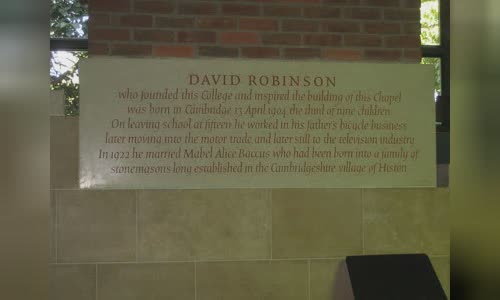 DAVID ROBINSON
who founded this College and inspired the building of this Chapel
was born in Cambridge 13 April 1904 the third of nine children.
On leaving school at fifteen he worked in his father's bicycle business
later moving into the motor trade and later still to the television industry
In 1922 he married Mabel Alice Baccus who had been born into a family of
stonemasons long established in the Cambridgeshire village of Histon